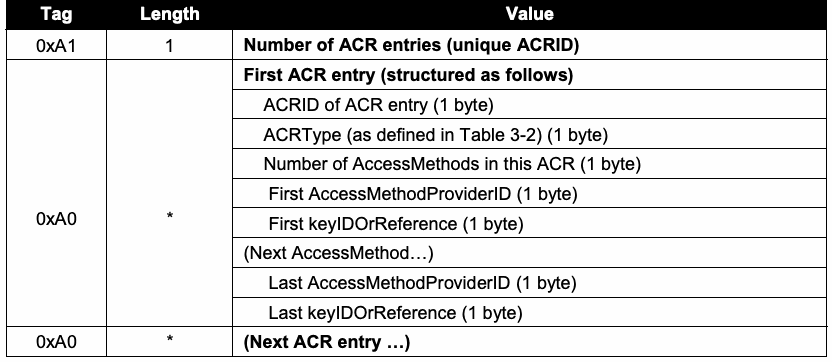 Tag Length Value
0xA1 1 Number of ACR entries (unique ACRID)
First ACR entry (structured as follows)
ACRID of ACR entry (1 byte)
ACRType (as defined in Table 3-2) (1 byte)
Number of AccessMethods in this ACR (1 byte)
First AccessMethodProviderID (1 byte)
0xA0 *
First keyIDOrReference (1 byte)
(Next AccessMethod…)
Last AccessMethodProviderID (1 byte)
Last keyIDOrReference (1 byte)
0xA0 * (Next ACR entry …)